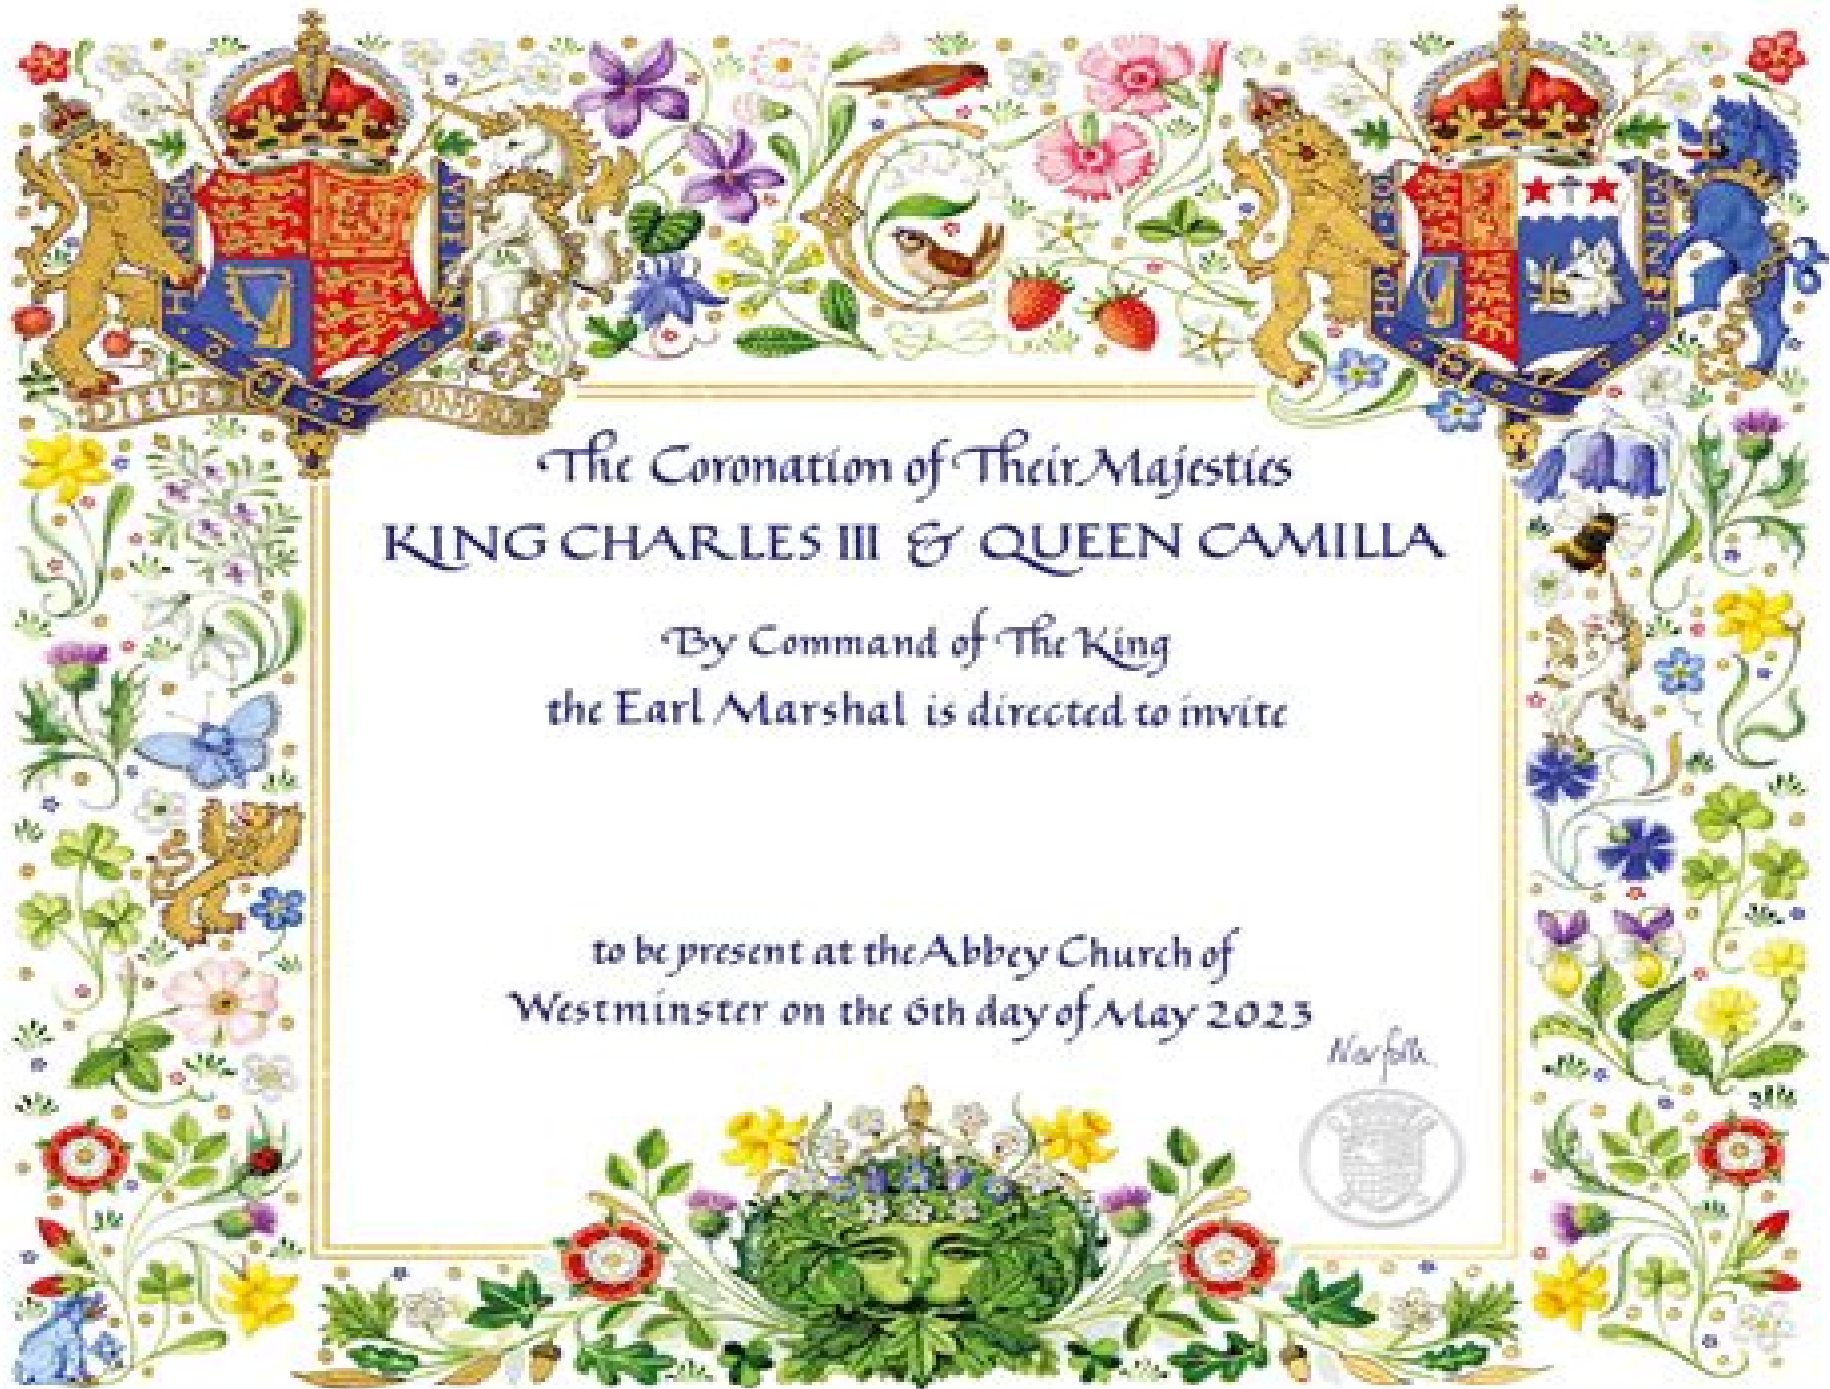 The Coronation of Their Majesties
KING CHARLES III & QUEEN CAMILLA
By Command of The King
the Earl Marshal is directed to invite
to be present at the Abbey Church of
Westminster on the 6th day of May 2023
Norfolk.